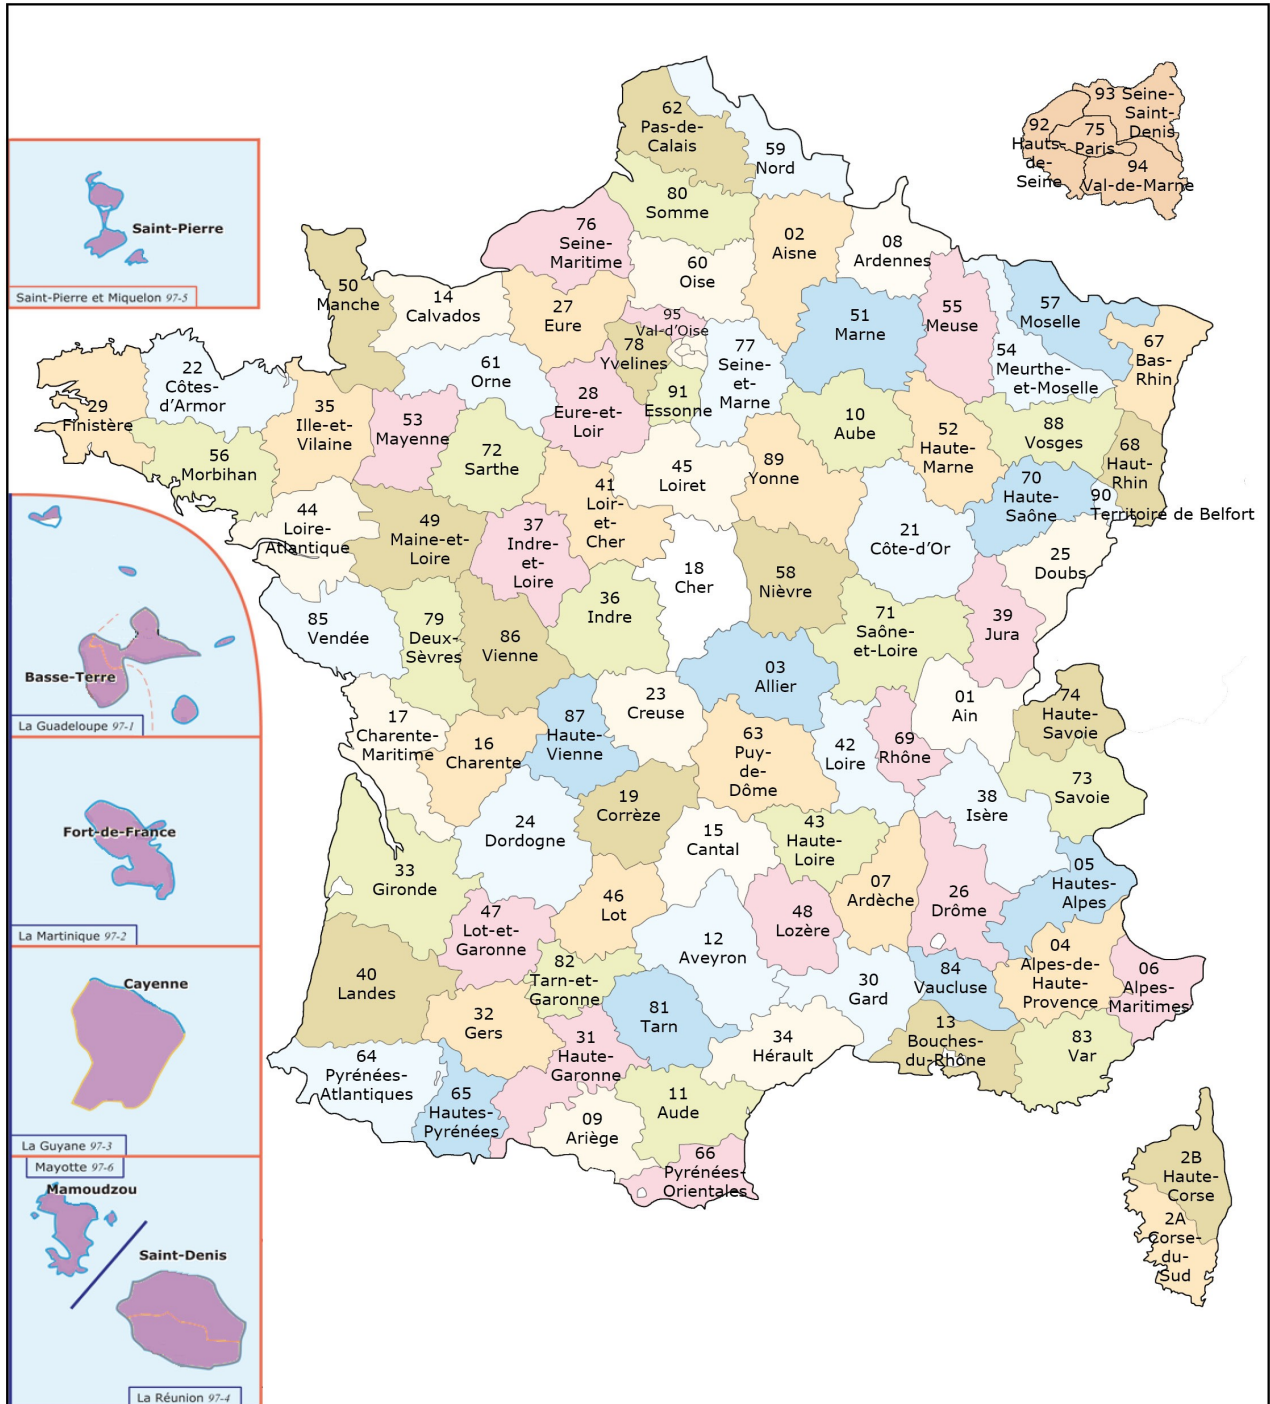 62
Pas-de-
Calais
59
Nord
80
Somme
76
Seine-
Maritime
02
Aisne
08
Ardennes
60
Oise
93 Seine-
Saint-
Denis
92
Hauts-
de-
Seine
75
Paris
94
Val-de-Marne
Saint-Pierre
Saint-Pierre et Miquelon 97-5
50
Manche
14
Calvados
27
Eure
95
Val-d’Oise
78
Yvelines
77
Seine-
et-
Marne
51
Marne
55
Meuse
57
Moselle
54
Meurthe-
et-Moselle
67
Bas-
Rhin
22
Côtes-
d’Armor
29
Finistère
35
Ille-et-
Vilaine
61
Orne
28
Eure-et-
Loir
91
Essonne
10
Aube
52
Haute-
Marne
88
Vosges
68
Haut-
Rhin
56
Morbihan
53
Mayenne
72
Sarthe
45
Loiret
89
Yonne
70
Haute-
Saône
90
Territoire de Belfort
44
Loire-
Atlantique
49
Maine-et-
Loire
37
Indre-
et-
Loire
41
Loir-
et-
Cher
18
Cher
58
Nièvre
21
Côte-d’Or
25
Doubs
85
Vendée
79
Deux-
Sèvres
86
Vienne
36
Indre
71
Saône-
et-Loire
39
Jura
Basse-Terre
La Guadeloupe 97-1
03
Allier
23
Creuse
87
Haute-
Vienne
17
Charente-
Maritime
16
Charente
63
Puy-
de-
Dôme
42
Loire
69
Rhône
01
Ain
74
Haute-
Savoie
73
Savoie
38
Isère
19
Corrèze
24
Dordogne
15
Cantal
43
Haute-
Loire
Fort-de-France
La Martinique 97-2
33
Gironde
46
Lot
47
Lot-et-
Garonne
12
Aveyron
48
Lozère
07
Ardèche
26
Drôme
05
Hautes-
Alpes
04
Alpes-de-
Haute-
Provence
06
Alpes-
Maritimes
40
Landes
82
Tarn-et-
Garonne
32
Gers
81
Tarn
30
Gard
84
Vaucluse
34
Hérault
13
Bouches-
du-Rhône
83
Var
Cayenne
La Guyane 97-3
64
Pyrénées-
Atlantiques
65
Hautes-
Pyrénées
31
Haute-
Garonne
09
Ariège
11
Aude
66
Pyrénées-
Orientales
2B
Haute-
Corse
2A
Corse-
du-
Sud
Mayotte 97-6
Mamoudzou
Saint-Denis
La Réunion 97-4